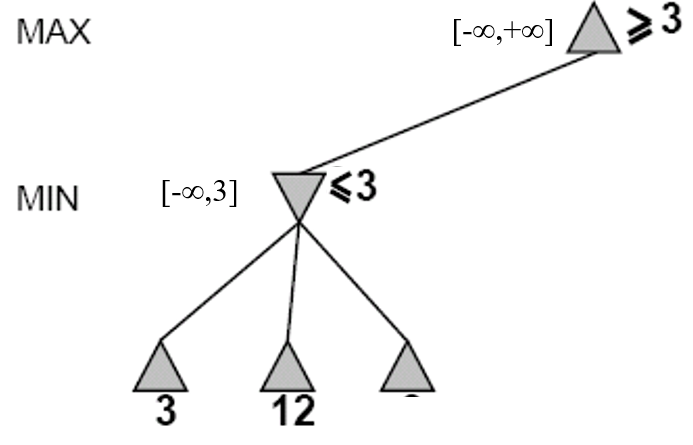 MAX [-∞,+∞] ⩾ 3
MIN [-∞,3] ⩽3
3 12